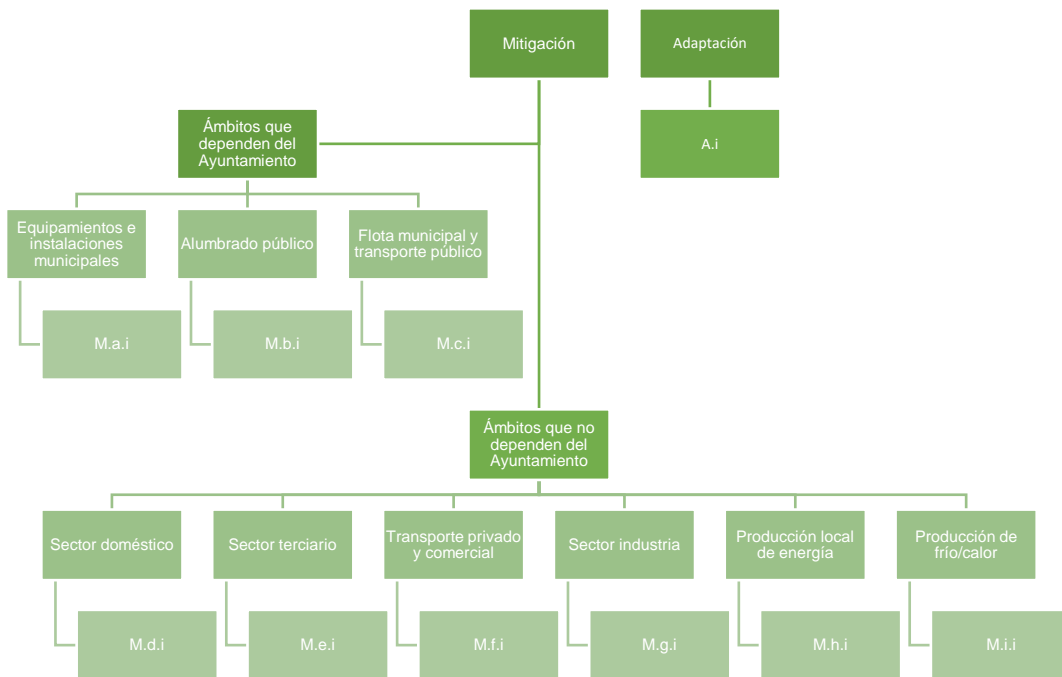 Mitigación
Adaptación
A.i
Ámbitos que
dependen del
Ayuntamiento
Equipamientos e
instalaciones
municipales
Alumbrado público
Flota municipal y
transporte público
M.a.i
M.b.i
M.c.i
Ámbitos que no
dependen del
Ayuntamiento
Sector doméstico
Sector terciario
Transporte privado
y comercial
Sector industria
Producción local
de energía
Producción de
frío/calor
M.d.i
M.e.i
M.f.i
M.g.i
M.h.i
M.i.i